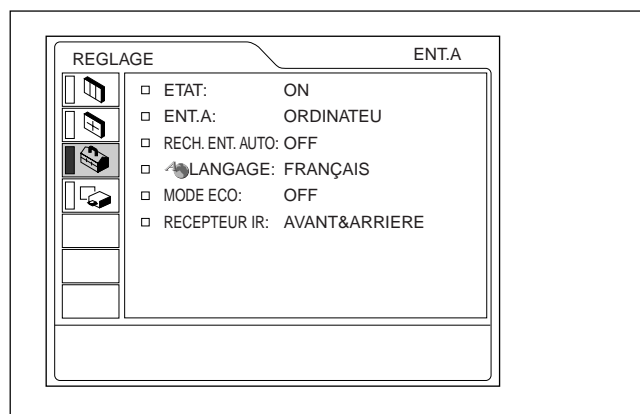 REGLAGE ENT.A
ETAT: ON
ENT.A: ORDINATEU
RECH. ENT. AUTO: OFF
LANGAGE: FRANÇAIS
MODE ECO: OFF
RECEPTEUR IR: AVANT&ARRIERE